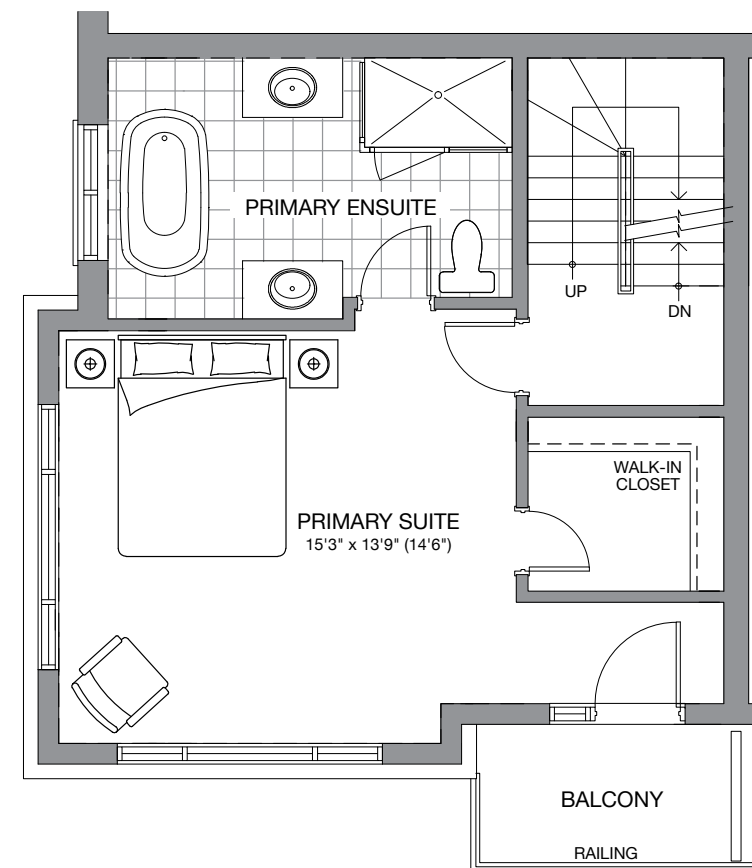 PRIMARY ENSUITE
UP
DN
WALK-IN
CLOSET
PRIMARY SUITE
15'3" x 13'9" (14'6")
BALCONY
RAILING